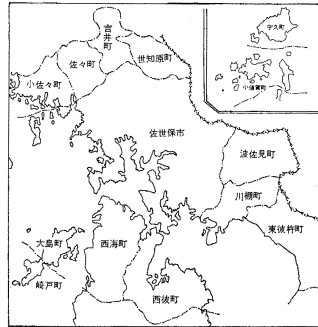 宇久町
小値賀町
吉井町
世知原町
佐々町
小佐々町
佐世保市
波佐見町
川棚町
東彼杵町
大島町
西海町
崎戸町
西彼町